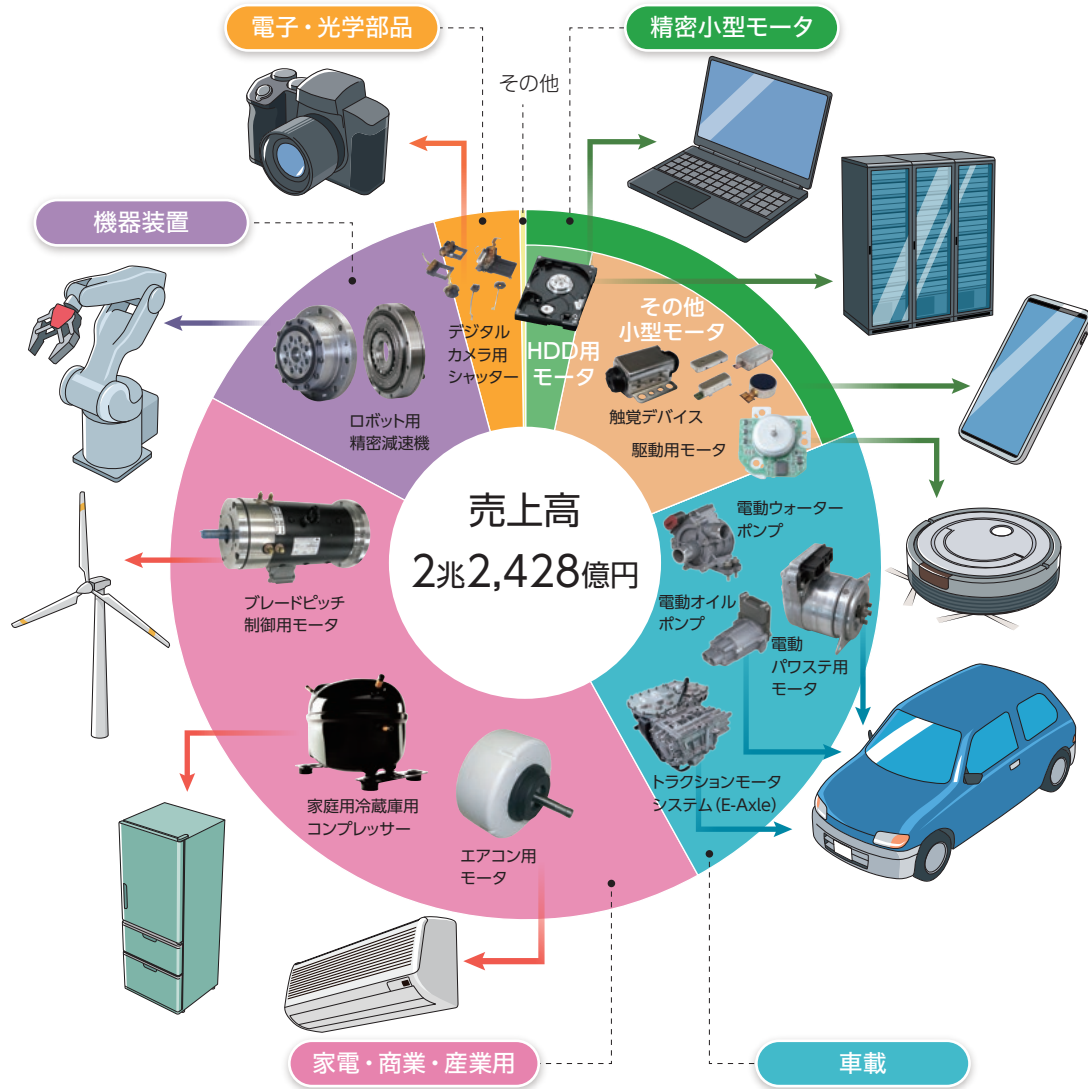 電子・光学部品
精密小型モータ
その他
機器装置
デジタル
カメラ用
シャッター
HDD用
モータ
その他
小型モータ
触覚デバイス
駆動用モータ
ロボット用
精密減速機
売上高
2兆2,428億円
電動ウォーター
ポンプ
電動オイル
ポンプ
電動
パワステ用
モータ
トラクションモータ
システム(E-Axle)
ブレードピッチ
制御用モータ
家庭用冷蔵庫用
コンプレッサー
エアコン用
モータ
家電・商業・産業用
車載